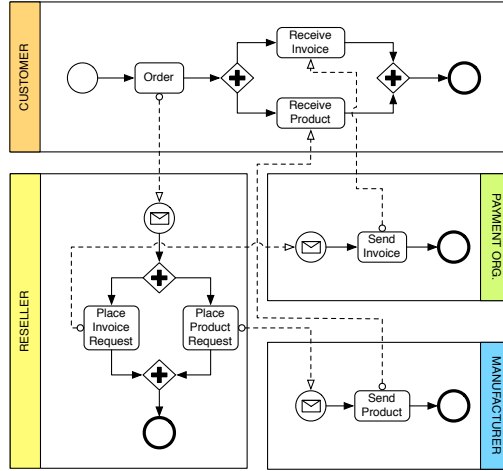 CUSTOMER
Order
Receive
Invoice
Receive
Product
RESELLER
Place
Invoice
Request
Place
Product
Request
PAYMENT ORG.
Send
Invoice
MANUFACTURER
Send
Product